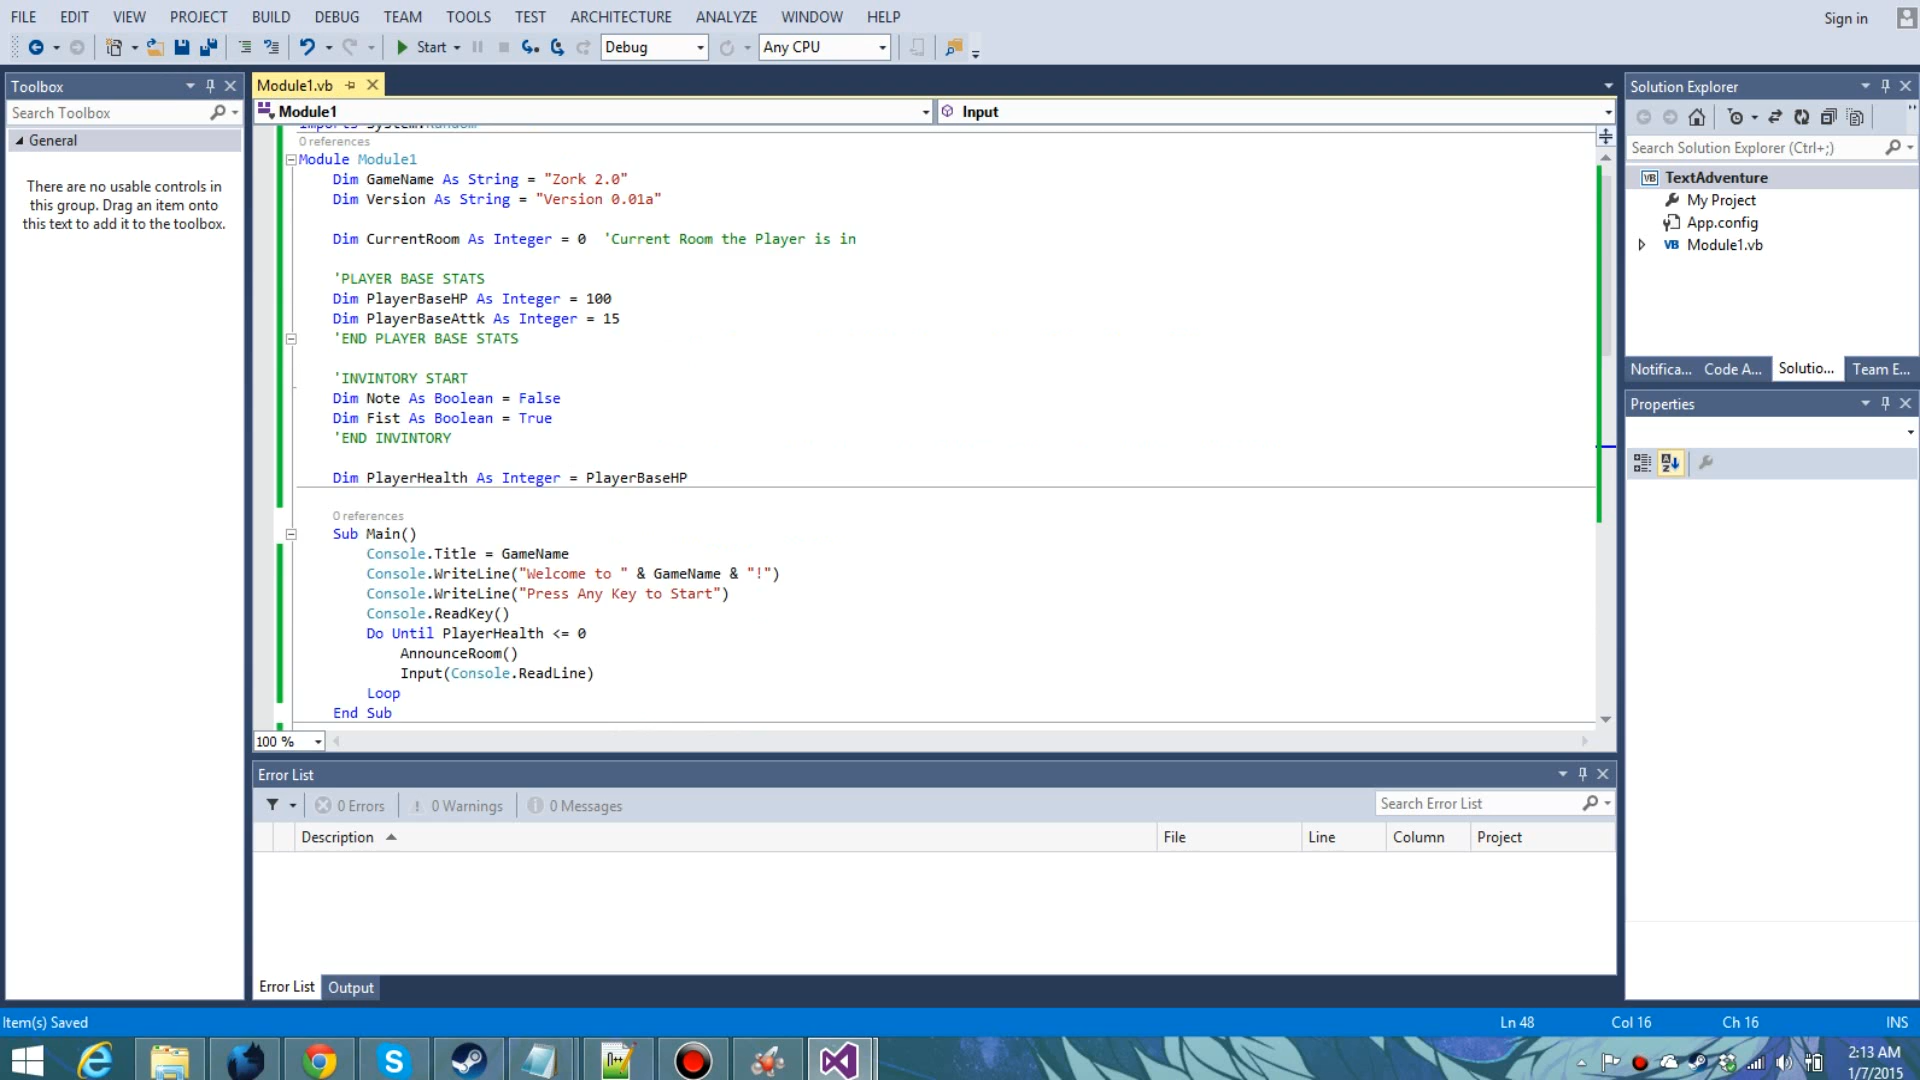 FILE EDIT VIEW PROJECT BUILD DEBUG TEAM TOOLS TEST ARCHITECTURE ANALYZE WINDOW HELP
Sign in
Start Debug Any CPU
Toolbox
Search Toolbox
General
There are no usable controls in
this group. Drag an item onto
this text to add it to the toolbox.
Module1.vb
Module1 Input
Imports System.Random
0 references
Module Module1
Dim GameName As String = "Zork 2.0"
Dim Version As String = "Version 0.01a"
Dim CurrentRoom As Integer = 0 'Current Room the Player is in
'PLAYER BASE STATS
Dim PlayerBaseHP As Integer = 100
Dim PlayerBaseAttk As Integer = 15
'END PLAYER BASE STATS
'INVINTORY START
Dim Note As Boolean = False
Dim Fist As Boolean = True
'END INVINTORY
Dim PlayerHealth As Integer = PlayerBaseHP
0 references
Sub Main()
Console.Title = GameName
Console.WriteLine("Welcome to " & GameName & "!")
Console.WriteLine("Press Any Key to Start")
Console.ReadKey()
Do Until PlayerHealth <= 0
AnnounceRoom()
Input(Console.ReadLine)
Loop
End Sub
100 %
Error List
0 Errors 0 Warnings 0 Messages
Search Error List
Description File Line Column Project
Error List Output
Solution Explorer
Search Solution Explorer (Ctrl+;)
VB TextAdventure
My Project
App.config
VB Module1.vb
Notifica... Code A... Solutio... Team E...
Properties
Item(s) Saved
Ln 48 Col 16 Ch 16 INS
2:13 AM
1/7/2015